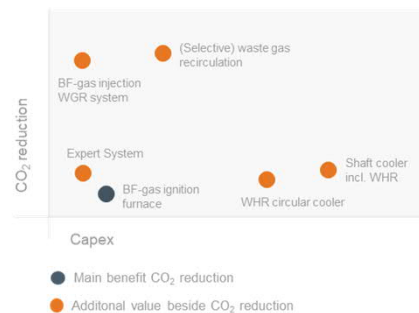 (Selective) waste gas
recirculation
BF-gas injection
WGR system
CO2 reduction
Expert System
BF-gas ignition
furnace
Shaft cooler
incl. WHR
WHR circular cooler
Capex
Main benefit CO2 reduction
Additonal value beside CO2 reduction